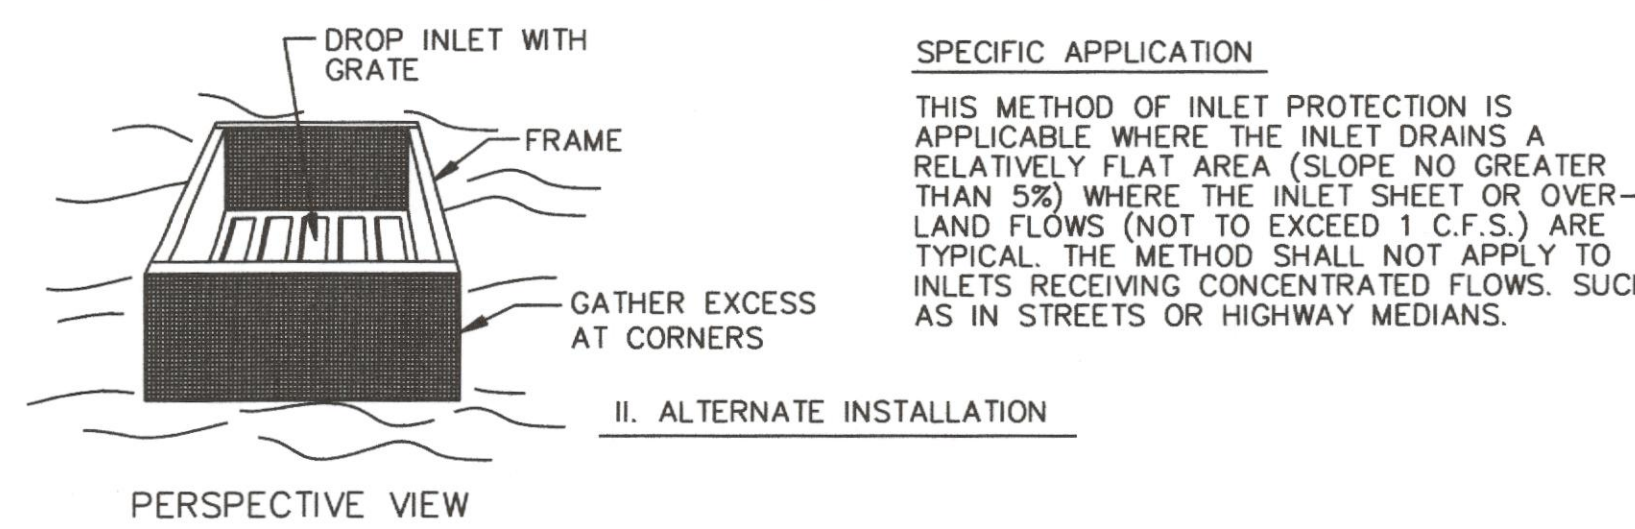 DROP INLET WITH
GRATE
FRAME
GATHER EXCESS
AT CORNERS
II. ALTERNATE INSTALLATION
PERSPECTIVE VIEW
SPECIFIC APPLICATION
THIS METHOD OF INLET PROTECTION IS
APPLICABLE WHERE THE INLET DRAINS A
RELATIVELY FLAT AREA (SLOPE NO GREATER
THAN 5%) WHERE THE INLET SHEET OR OVER-
LAND FLOWS (NOT TO EXCEED 1 C.F.S.) ARE
TYPICAL. THE METHOD SHALL NOT APPLY TO
INLETS RECEIVING CONCENTRATED FLOWS. SUCH
AS IN STREETS OR HIGHWAY MEDIANS.